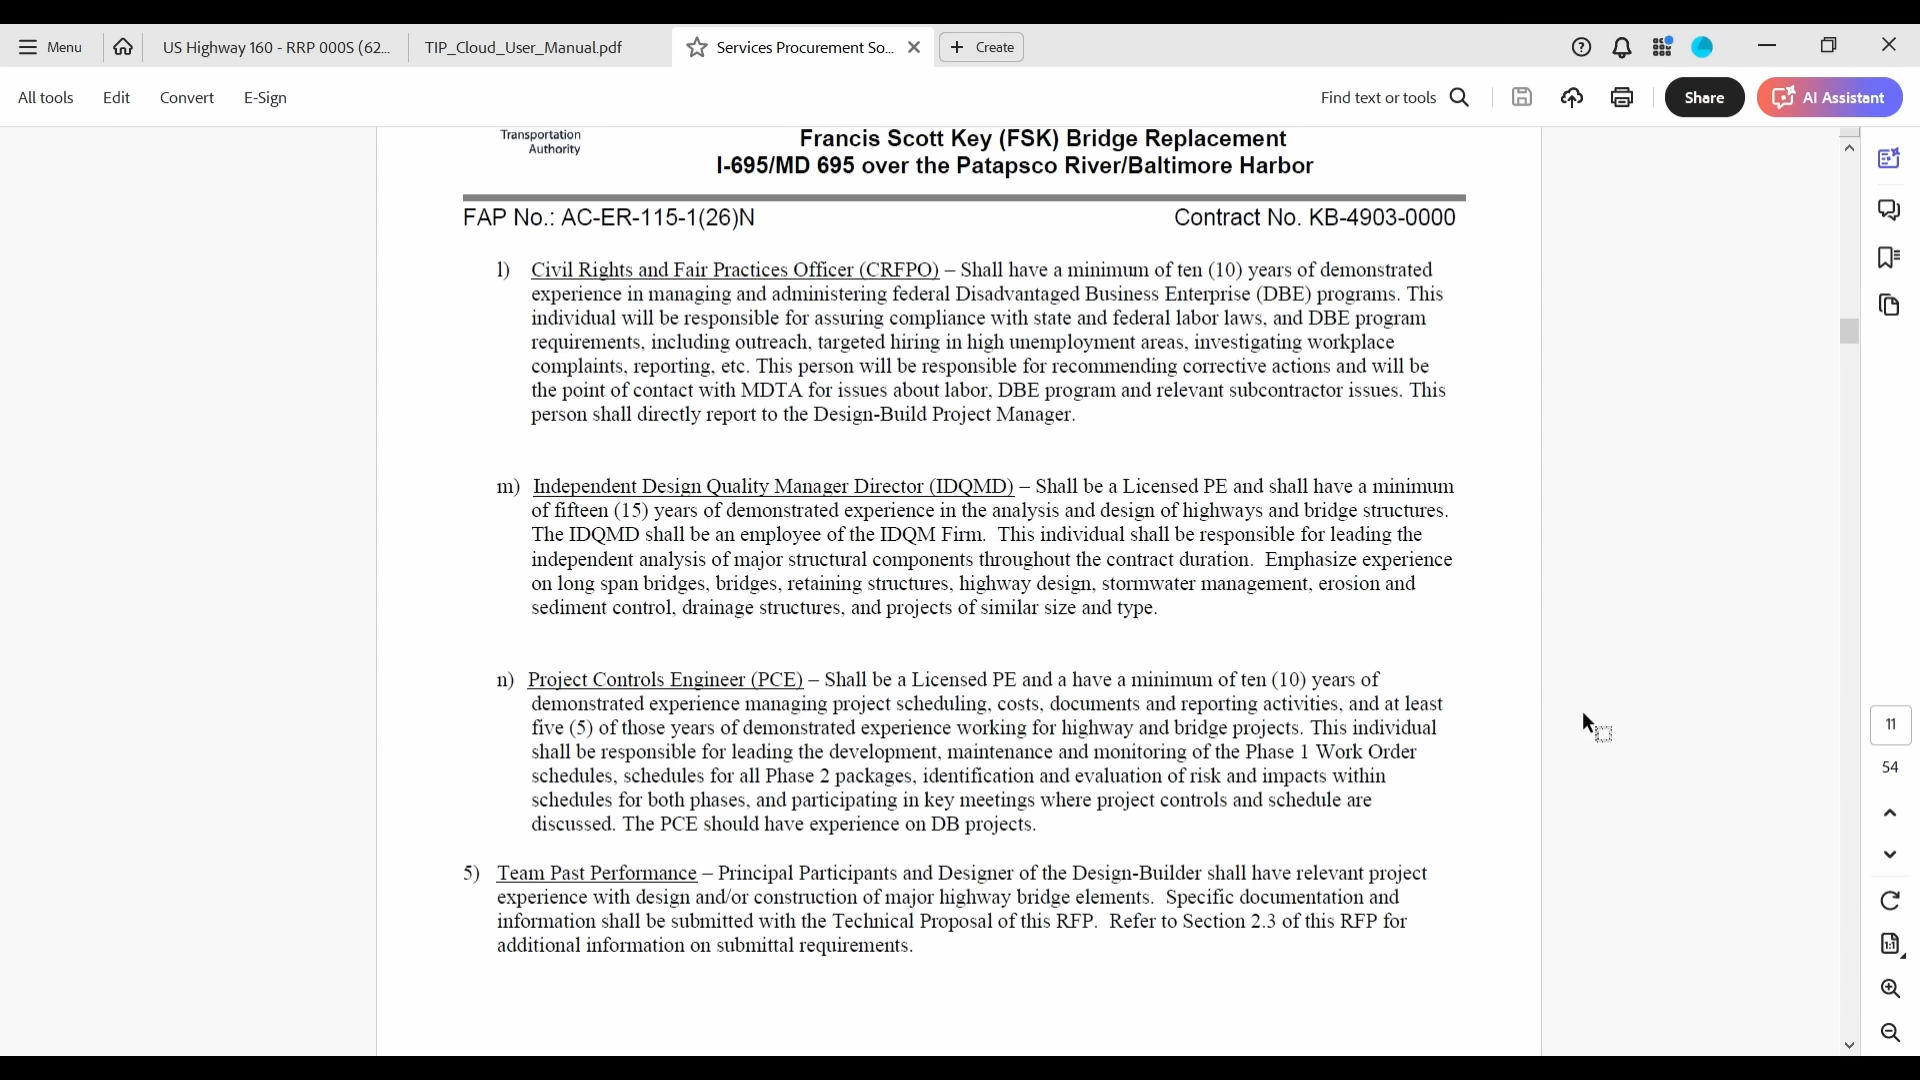 Menu
US Highway 160 - RRP 000S (62...
TIP_Cloud_User_Manual.pdf
Services Procurement So...
Create
All tools
Edit
Convert
E-Sign
Find text or tools
Share
AI Assistant
Transportation
Authority
Francis Scott Key (FSK) Bridge Replacement
I-695/MD 695 over the Patapsco River/Baltimore Harbor
FAP No.: AC-ER-115-1(26)N
Contract No. KB-4903-0000
l) Civil Rights and Fair Practices Officer (CRFPO) – Shall have a minimum of ten (10) years of demonstrated
experience in managing and administering federal Disadvantaged Business Enterprise (DBE) programs. This
individual will be responsible for assuring compliance with state and federal labor laws, and DBE program
requirements, including outreach, targeted hiring in high unemployment areas, investigating workplace
complaints, reporting, etc. This person will be responsible for recommending corrective actions and will be
the point of contact with MDTA for issues about labor, DBE program and relevant subcontractor issues. This
person shall directly report to the Design-Build Project Manager.
m) Independent Design Quality Manager Director (IDQMD) – Shall be a Licensed PE and shall have a minimum
of fifteen (15) years of demonstrated experience in the analysis and design of highways and bridge structures.
The IDQMD shall be an employee of the IDQM Firm. This individual shall be responsible for leading the
independent analysis of major structural components throughout the contract duration. Emphasize experience
on long span bridges, bridges, retaining structures, highway design, stormwater management, erosion and
sediment control, drainage structures, and projects of similar size and type.
n) Project Controls Engineer (PCE) – Shall be a Licensed PE and a have a minimum of ten (10) years of
demonstrated experience managing project scheduling, costs, documents and reporting activities, and at least
five (5) of those years of demonstrated experience working for highway and bridge projects. This individual
shall be responsible for leading the development, maintenance and monitoring of the Phase 1 Work Order
schedules, schedules for all Phase 2 packages, identification and evaluation of risk and impacts within
schedules for both phases, and participating in key meetings where project controls and schedule are
discussed. The PCE should have experience on DB projects.
5) Team Past Performance – Principal Participants and Designer of the Design-Builder shall have relevant project
experience with design and/or construction of major highway bridge elements. Specific documentation and
information shall be submitted with the Technical Proposal of this RFP. Refer to Section 2.3 of this RFP for
additional information on submittal requirements.
11
54
1:1